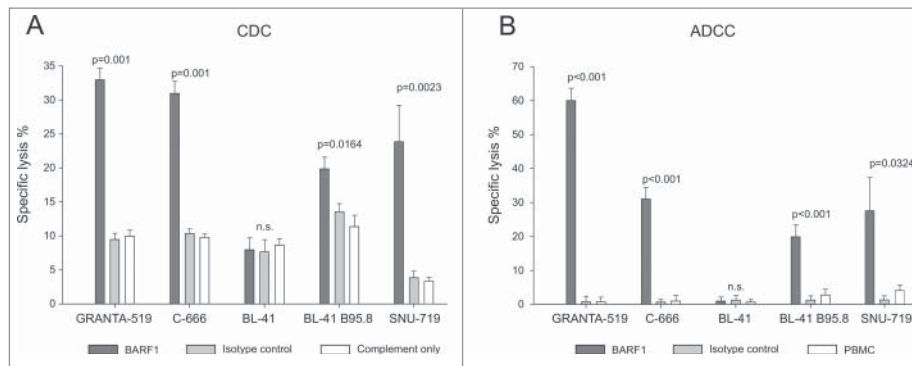 A
CDC
Specific lysis %
35
30
25
20
15
10
5
0
p=0.001
p=0.001
n.s.
p=0.0164
p=0.0023
GRANTA-519 C-666 BL-41 BL-41 B95.8 SNU-719
BARF1 Isotype control Complement only
B
ADCC
Specific lysis %
70
60
50
40
30
20
10
0
p<0.001
p<0.001
n.s.
p<0.001
p=0.0324
GRANTA-519 C-666 BL-41 BL-41 B95.8 SNU-719
BARF1 Isotype control PBMC